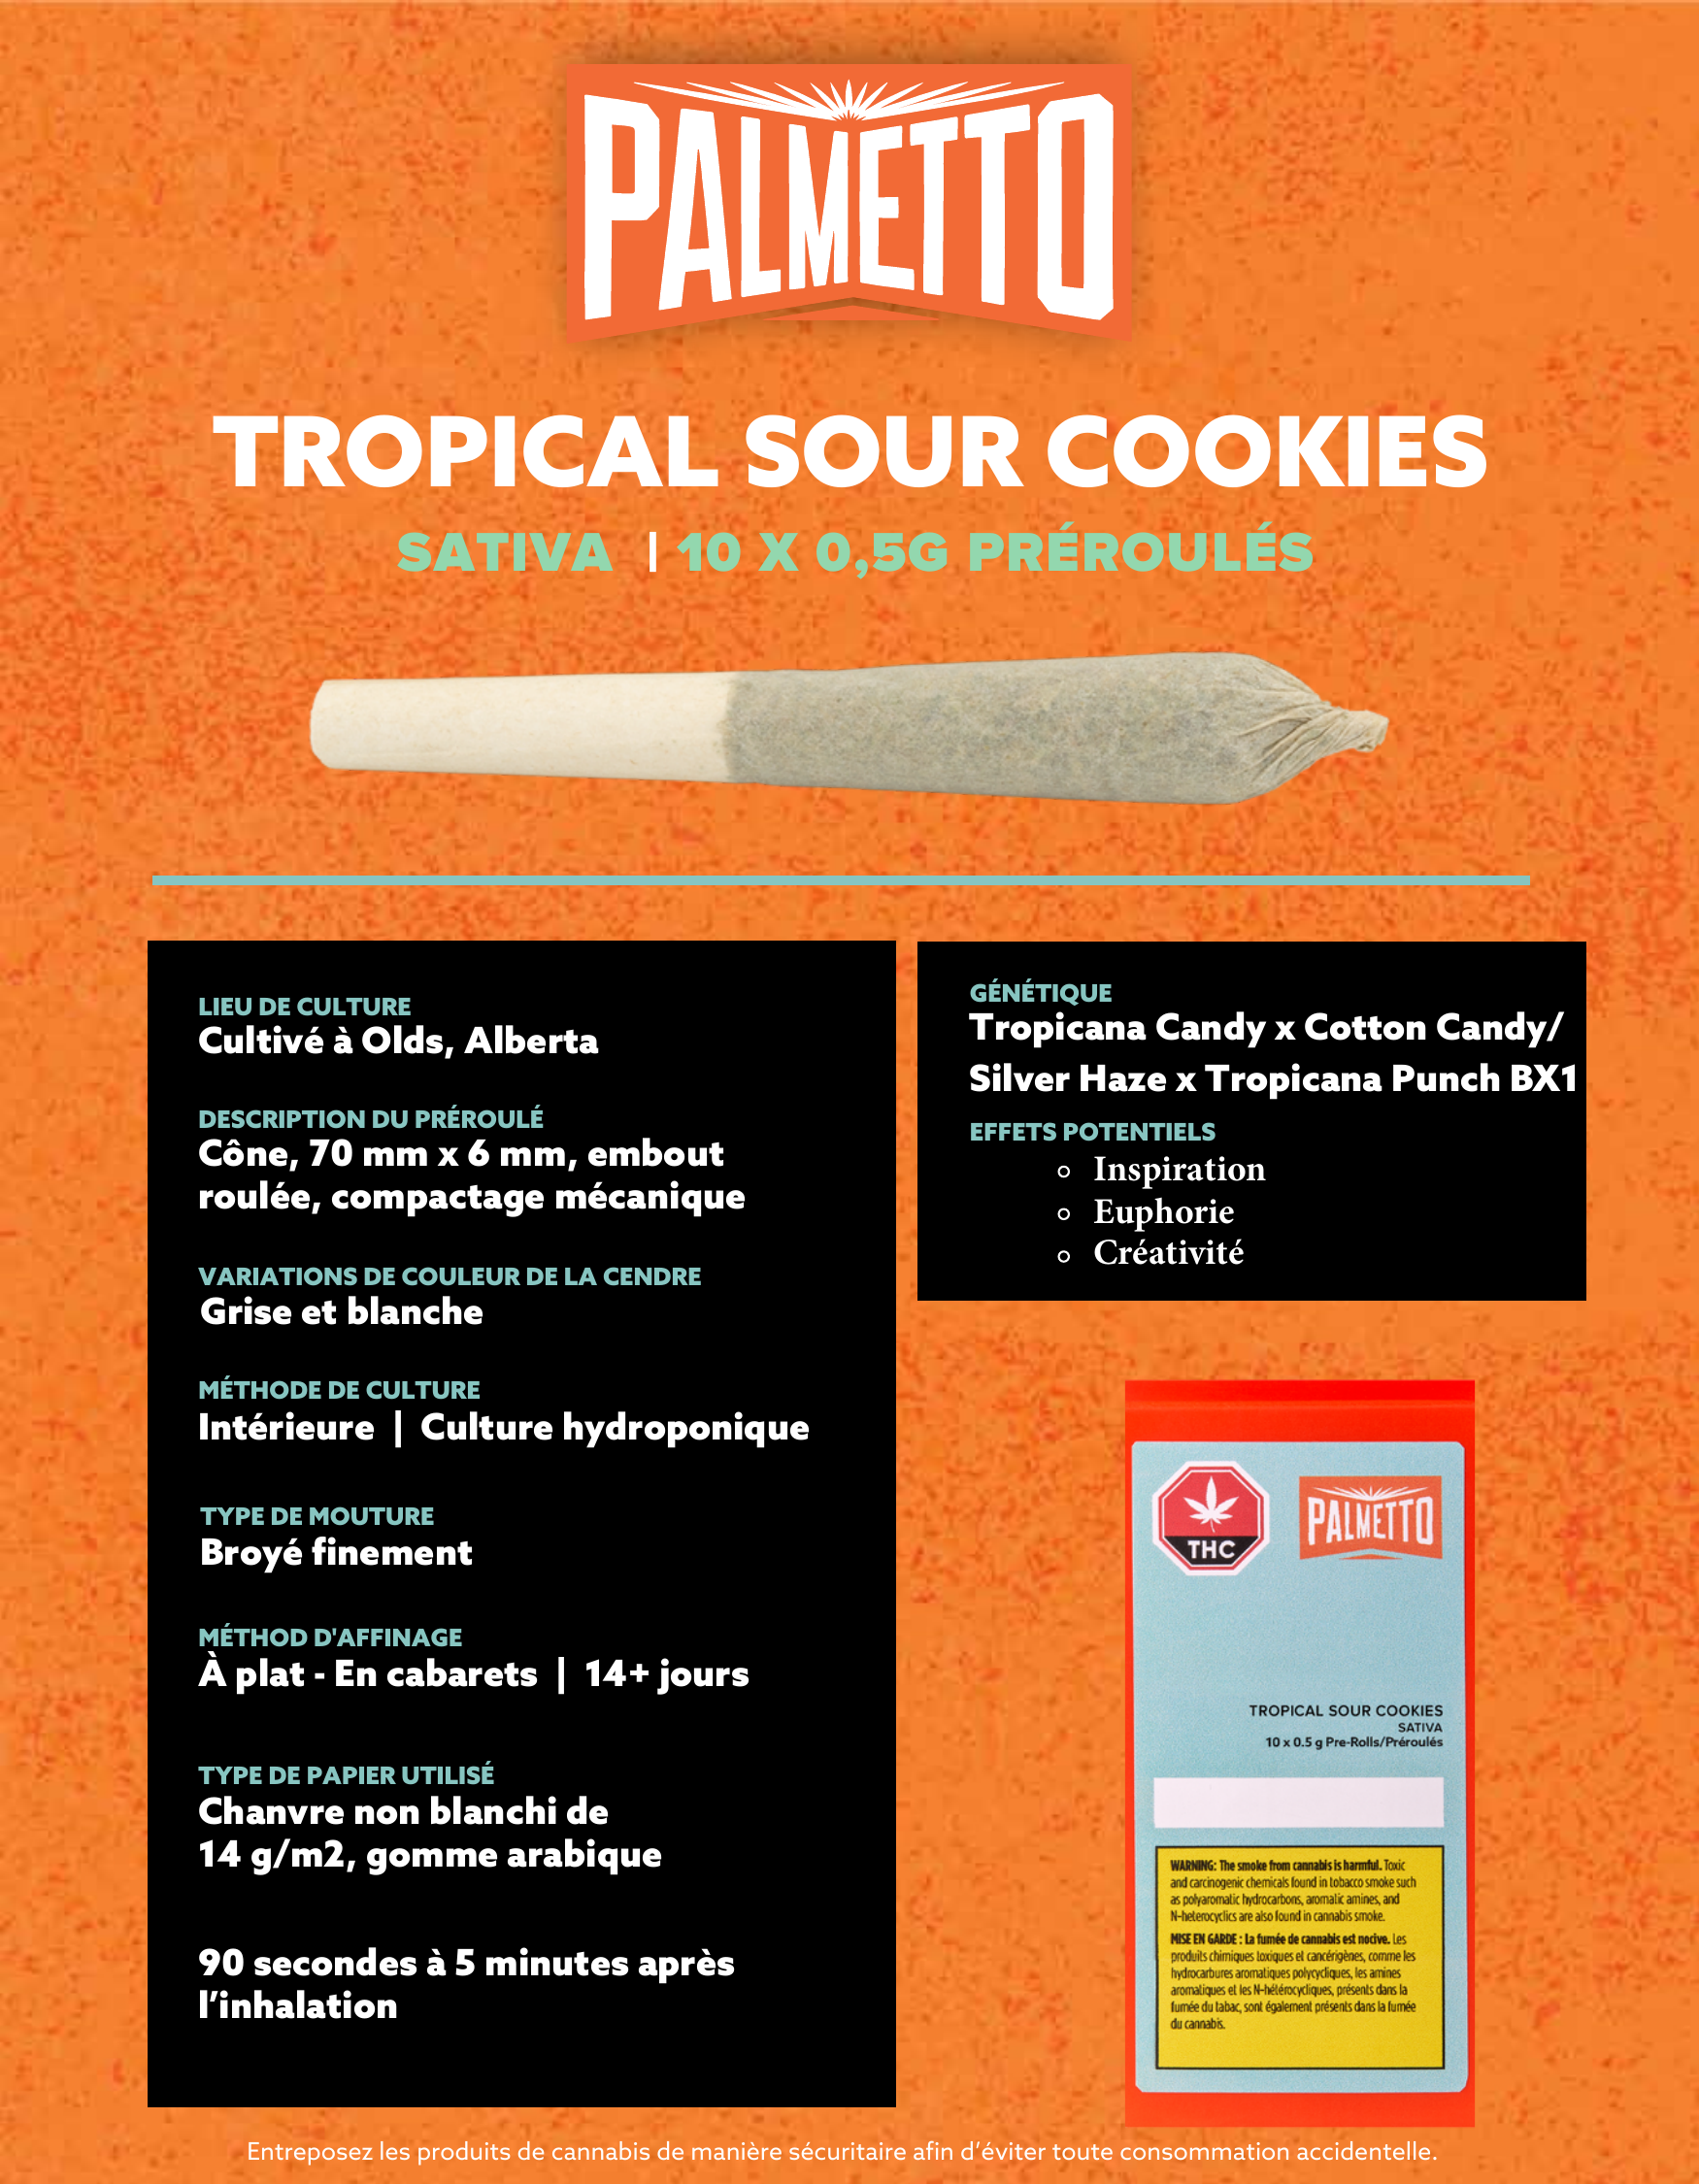 PALMETTO
TROPICAL SOUR COOKIES
SATIVA | 10 X 0,5G PRÉROULÉS
LIEU DE CULTURE
Cultivé à Olds, Alberta
DESCRIPTION DU PRÉROULÉ
Cône, 70 mm x 6 mm, embout
roulée, compactage mécanique
VARIATIONS DE COULEUR DE LA CENDRE
Grise et blanche
MÉTHODE DE CULTURE
Intérieure | Culture hydroponique
TYPE DE MOUTURE
Broyé finement
MÉTHOD D'AFFINAGE
À plat - En cabarets | 14+ jours
TYPE DE PAPIER UTILISÉ
Chanvre non blanchi de
14 g/m2, gomme arabique
90 secondes à 5 minutes après
l'inhalation
GÉNÉTIQUE
Tropicana Candy x Cotton Candy/
Silver Haze x Tropicana Punch BX1
EFFETS POTENTIELS
Inspiration
Euphorie
Créativité
THC
PALMETTO
TROPICAL SOUR COOKIES
SATIVA
10 x 0.5 g Pre-Rolls/Préroulés
WARNING: The smoke from cannabis is harmful. Toxic
and carcinogenic chemicals found in tobacco smoke such
as polyaromatic hydrocarbons, aromatic amines, and
N-heterocyclics are also found in cannabis smoke.
MISE EN GARDE : La fumée de cannabis est nocive. Les
produits chimiques toxiques et cancérigènes, comme les
hydrocarbures aromatiques polycycliques, les amines
aromatiques et les N-hétérocycliques, présents dans la
fumée du tabac, sont également présents dans la fumée
du cannabis.
Entreposez les produits de cannabis de manière sécuritaire afin d'éviter toute consommation accidentelle.